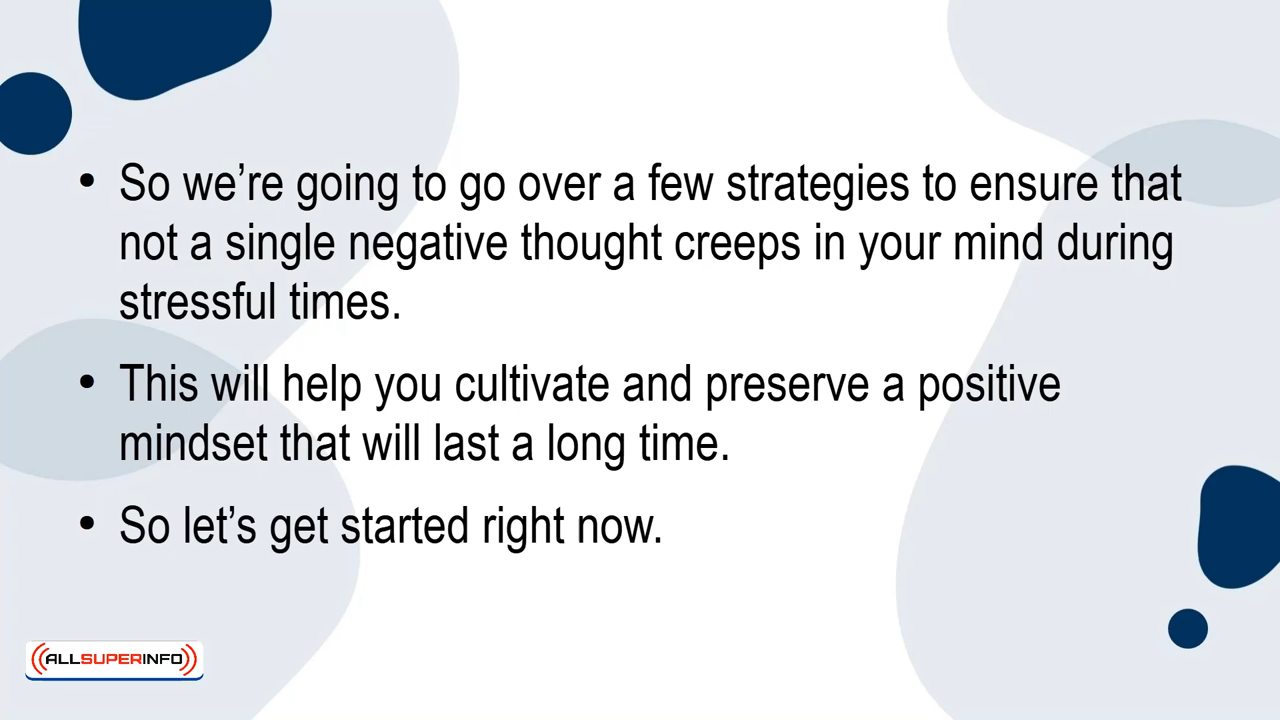 • So we’re going to go over a few strategies to ensure that
not a single negative thought creeps in your mind during
stressful times.
• This will help you cultivate and preserve a positive
mindset that will last a long time.
• So let’s get started right now.
ALLSUPERINFO